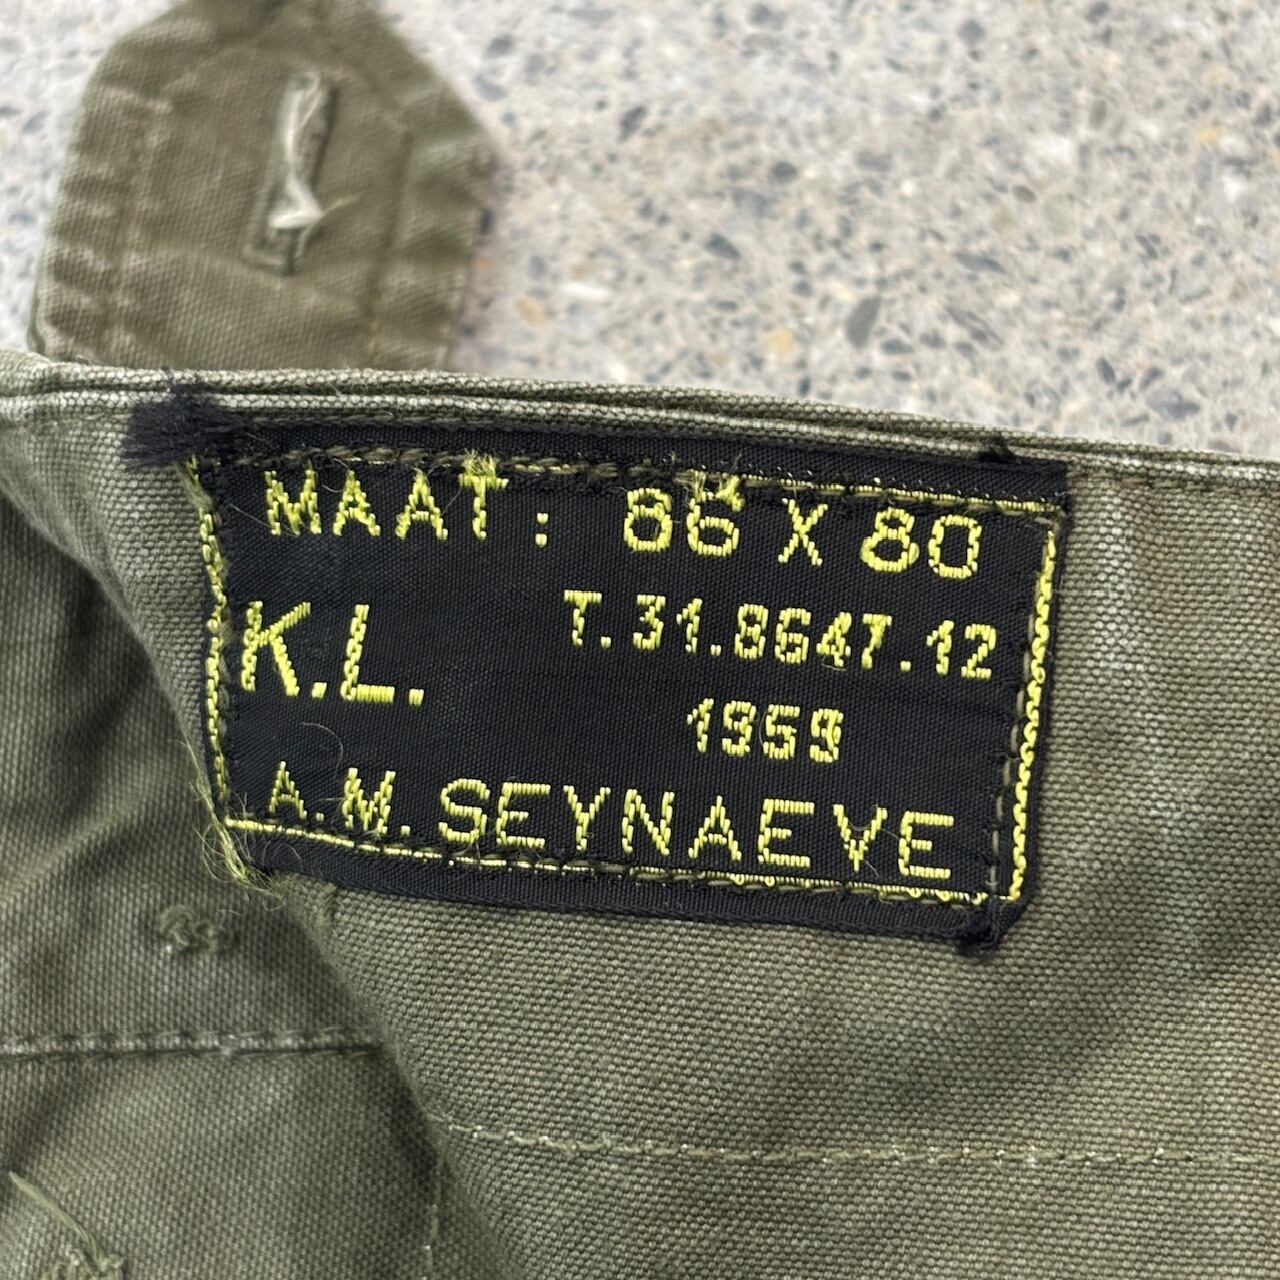 MAAT: 86 X 80
K.L. T.31.8647.12
1959
A.M. SEYNAEVE